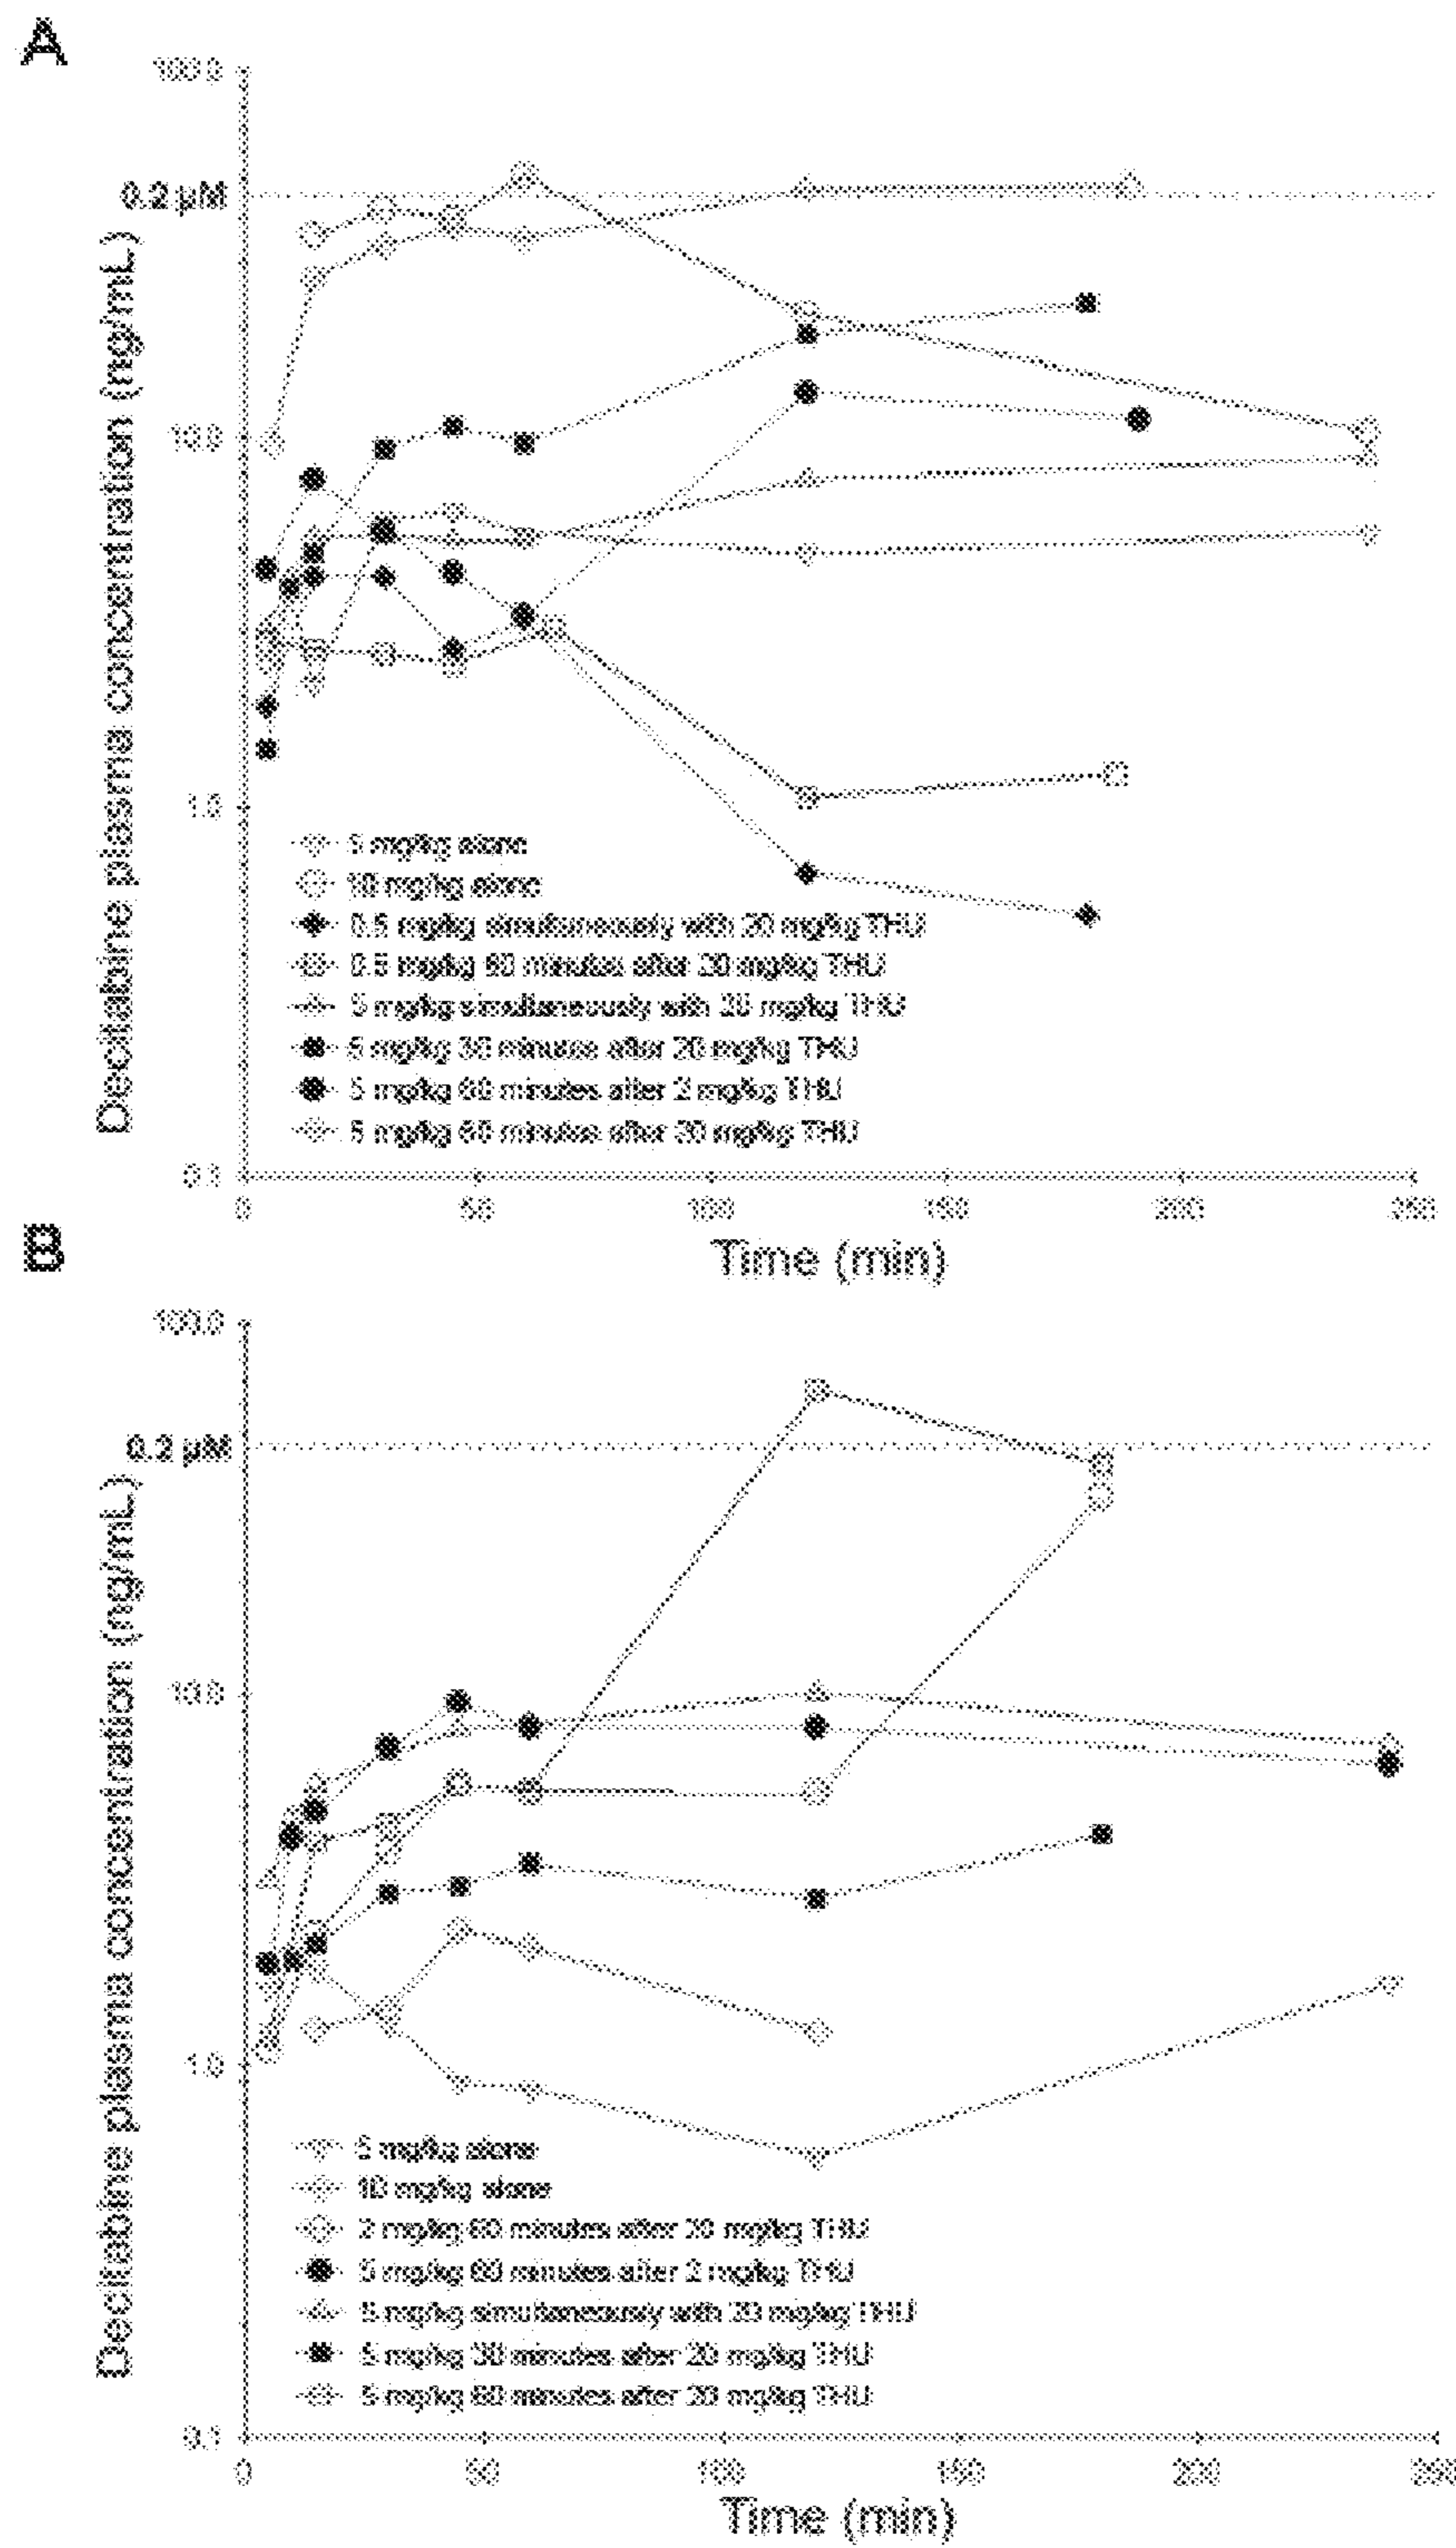 A
100.0
0.2 µM
10.0
1.0
0.1
Decitabine plasma concentration (ng/mL)
5 mg/kg alone
10 mg/kg alone
0.5 mg/kg simultaneously with 20 mg/kg THU
0.5 mg/kg 60 minutes after 20 mg/kg THU
5 mg/kg simultaneously with 20 mg/kg THU
5 mg/kg 30 minutes after 20 mg/kg THU
5 mg/kg 60 minutes after 2 mg/kg THU
5 mg/kg 60 minutes after 20 mg/kg THU
0 50 100 150 200 250
Time (min)
B
100.0
0.2 µM
10.0
1.0
0.1
Decitabine plasma concentration (ng/mL)
5 mg/kg alone
10 mg/kg alone
2 mg/kg 60 minutes after 20 mg/kg THU
5 mg/kg 60 minutes after 2 mg/kg THU
5 mg/kg simultaneously with 20 mg/kg THU
5 mg/kg 30 minutes after 20 mg/kg THU
5 mg/kg 60 minutes after 20 mg/kg THU
0 50 100 150 200 250
Time (min)